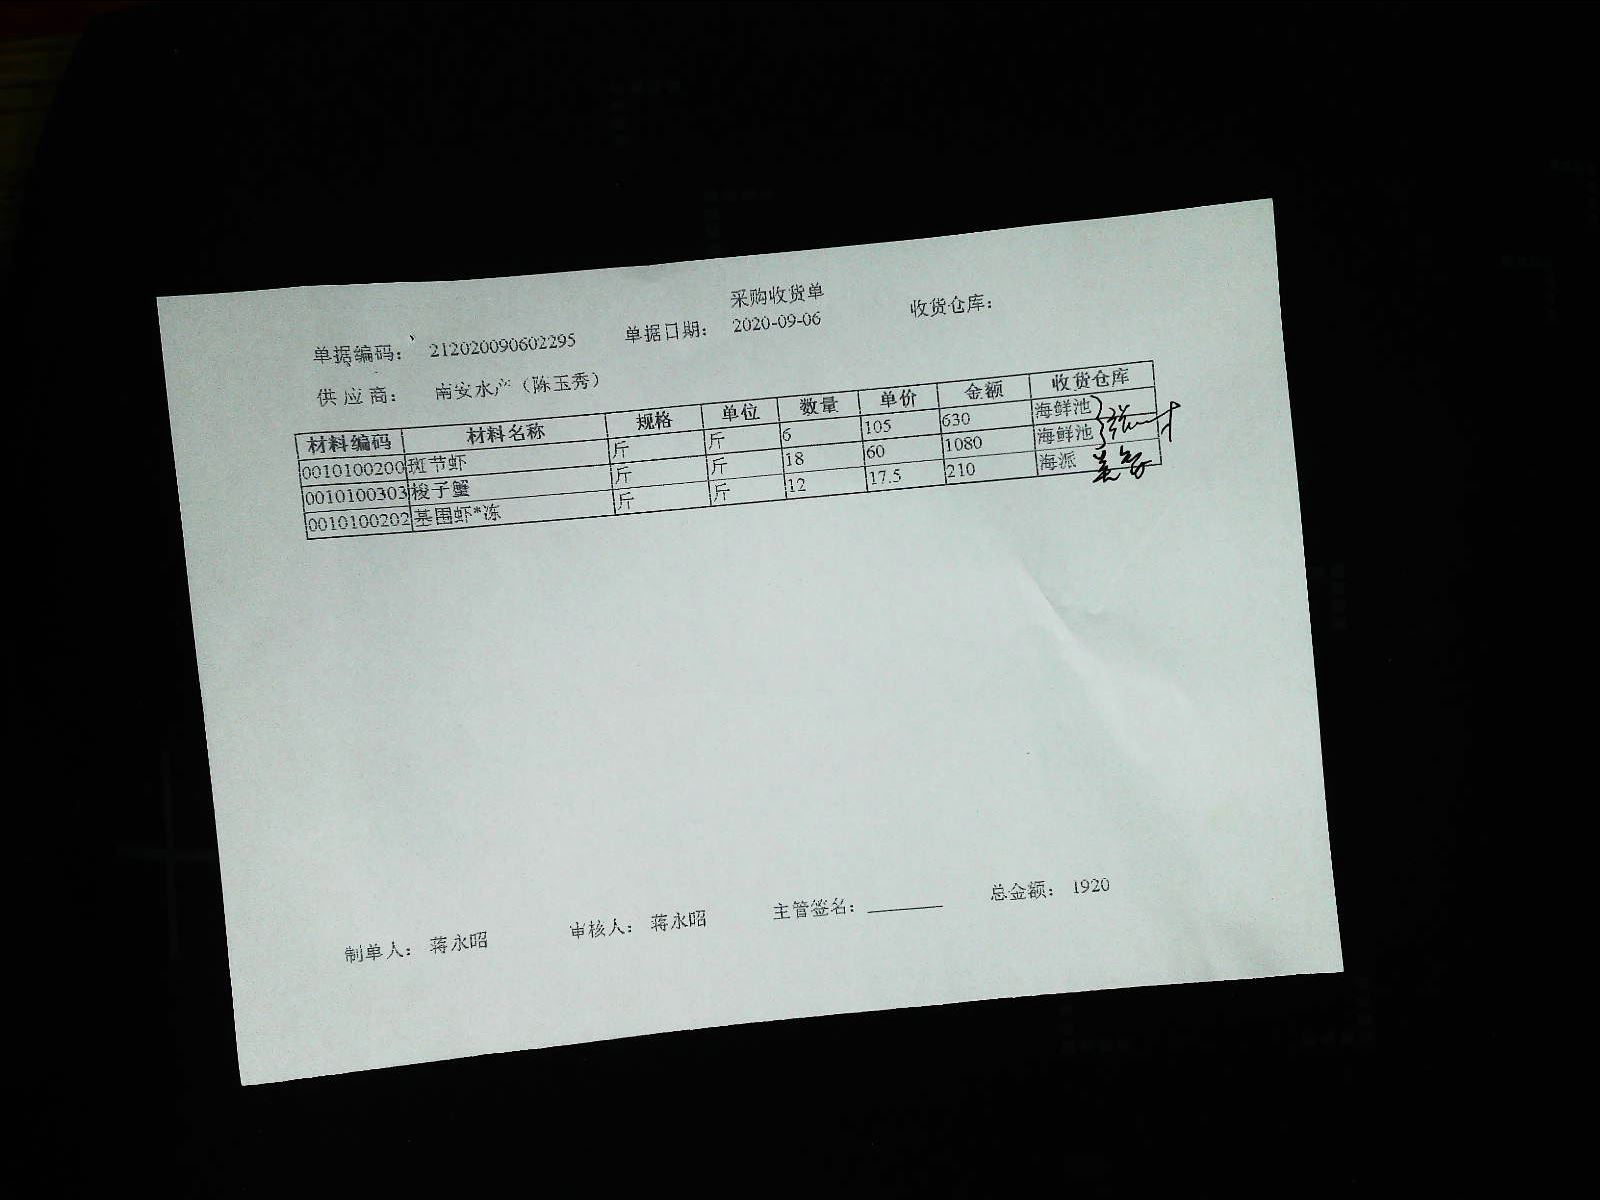 采购收货单
单据编码: 212020090602295 单据日期: 2020-09-06 收货仓库:
供应商: 南安水产（陈玉秀）
材料编码 材料名称 规格 单位 数量 单价 金额 收货仓库
0010100200 斑节虾 斤 斤 6 105 630 海鲜池
0010100303 梭子蟹 斤 斤 18 60 1080 海鲜池
0010100202 基围虾*冻 斤 斤 12 17.5 210 海派
制单人: 蒋永昭 审核人: 蒋永昭 主管签名: 总金额: 1920